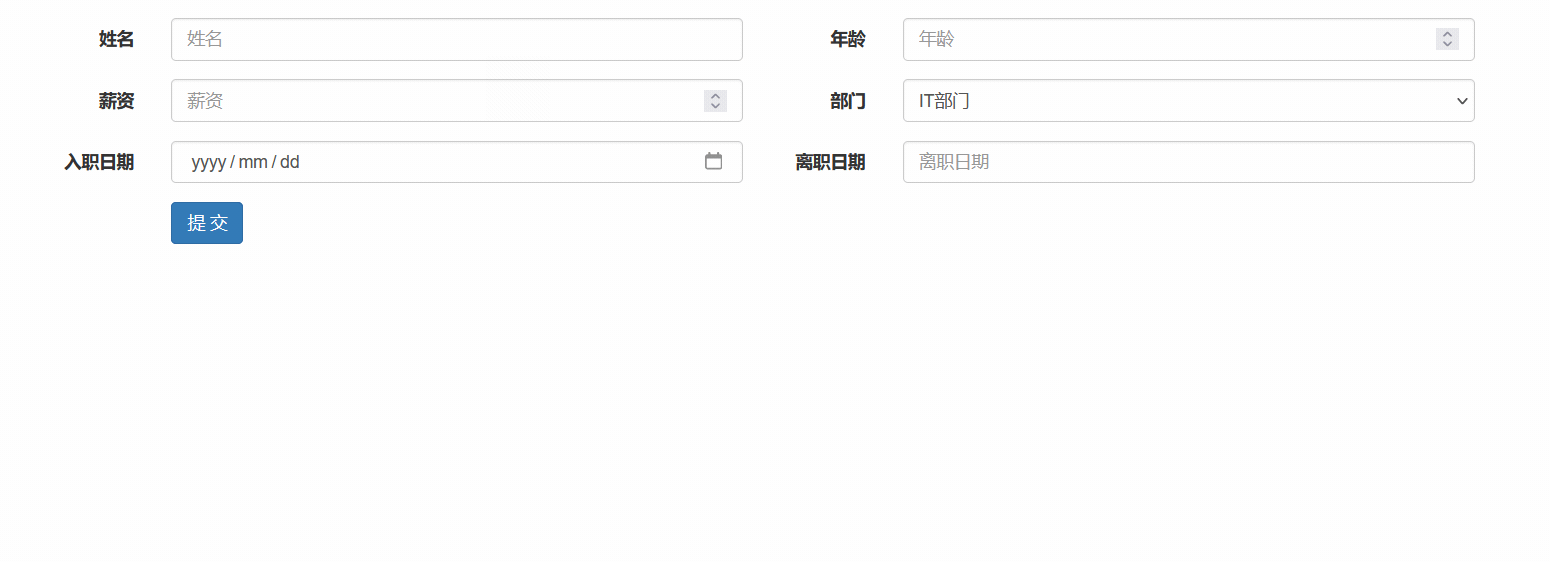 姓名 姓名 年龄 年龄
薪资 薪资 部门 IT部门
入职日期 yyyy / mm / dd 离职日期 离职日期
提 交